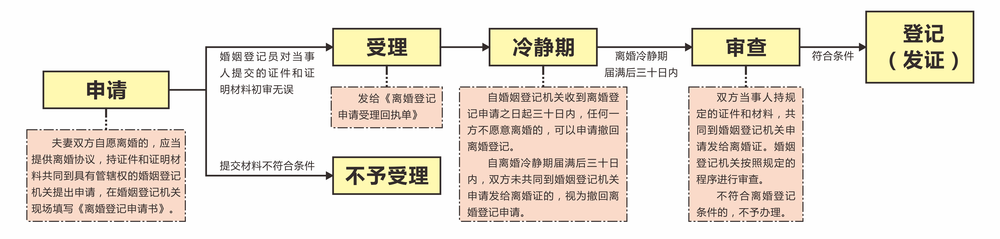 申请
夫妻双方自愿离婚的，应当
提供离婚协议，持证件和证明材
料共同到具有管辖权的婚姻登记
机关提出申请，在婚姻登记机关
现场填写《离婚登记申请书》。
婚姻登记员对当事
人提交的证件和证
明材料初审无误
提交材料不符合条件
受理
发给《离婚登记
申请受理回执单》
不予受理
冷静期
自婚姻登记机关收到离婚登
记申请之日起三十日内，任何一
方不愿意离婚的，可以申请撤回
离婚登记。
自离婚冷静期届满后三十日
内，双方未共同到婚姻登记机关
申请发给离婚证的，视为撤回离
婚登记申请。
离婚冷静期
届满后三十日内
审查
双方当事人持规
定的证件和材料，共
同到婚姻登记机关申
请发给离婚证。婚姻
登记机关按照规定的
程序进行审查。
不符合离婚登记
条件的，不予办理。
符合条件
登记
（发证）